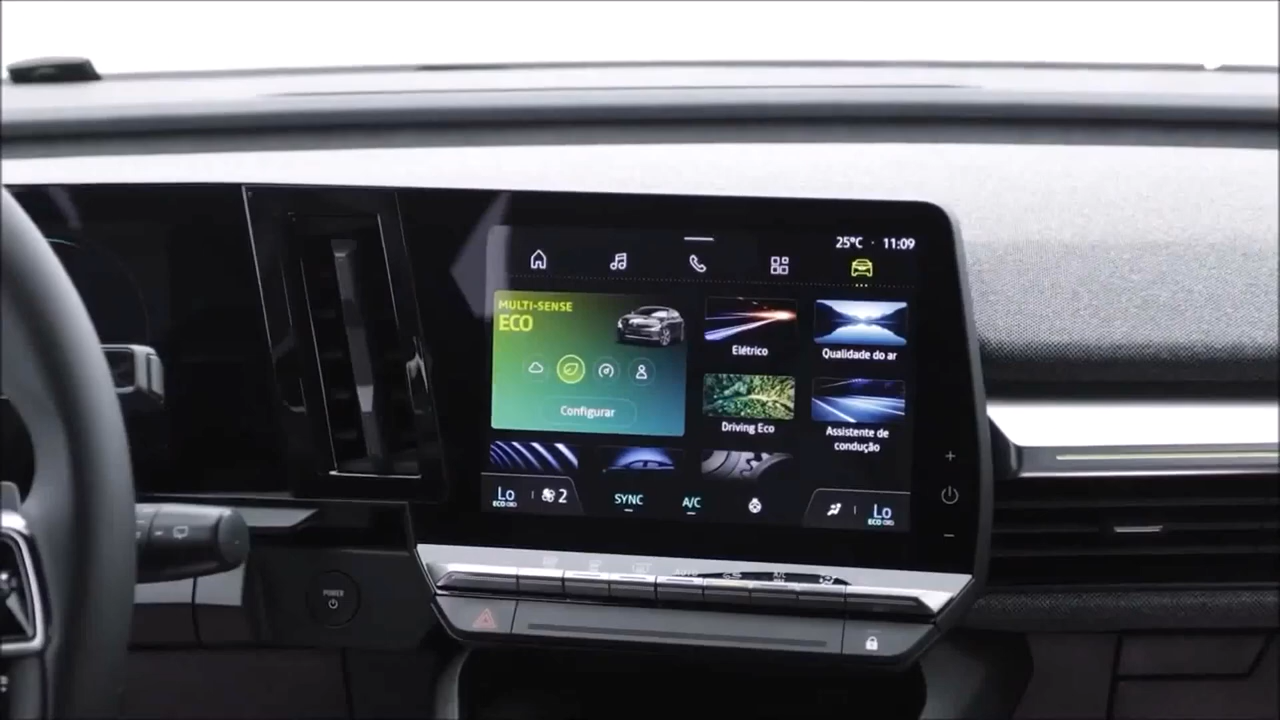 25°C · 11:09
MULTI-SENSE
ECO
Configurar
Elétrico
Qualidade do ar
Driving Eco
Assistente de
condução
Lo
ECO
2
SYNC
A/C
Lo
ECO
POWER
AUTO